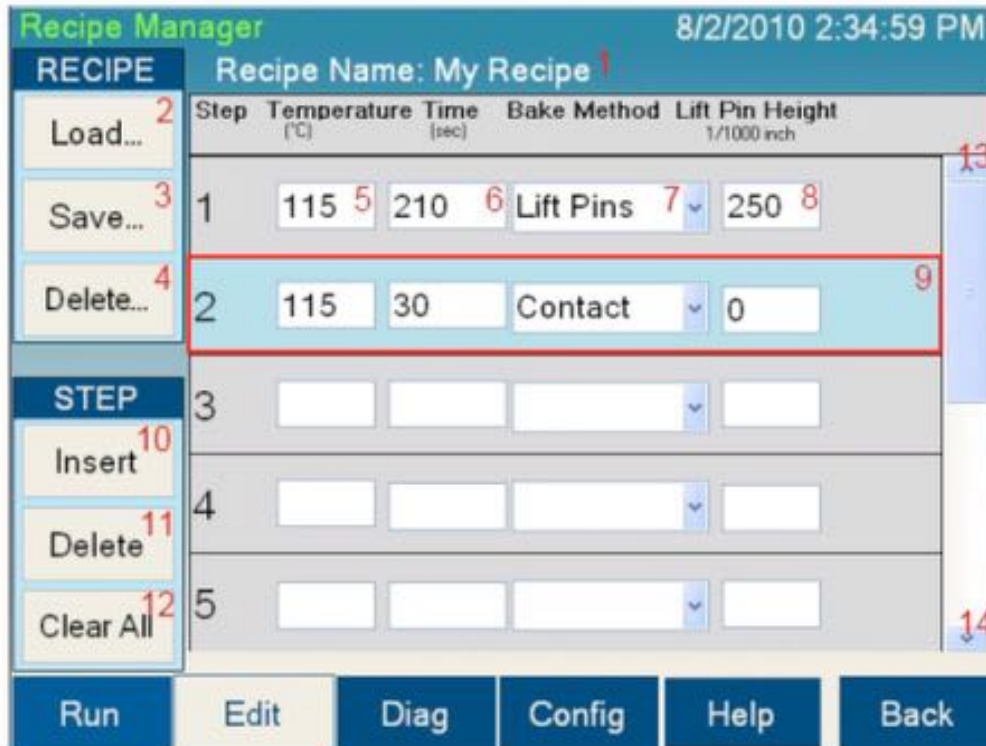 Recipe Manager 8/2/2010 2:34:59 PM
RECIPE Recipe Name: My Recipe 1
Step Temperature Time Bake Method Lift Pin Height
(°C) (sec) 1/1000 inch
Load... 2
13
Save... 3
1 115 5 210 6 Lift Pins 7 250 8
Delete... 4
2 115 30 Contact 0 9
STEP
3
Insert 10
4
Delete 11
Clear All 12
5
14
Run Edit Diag Config Help Back